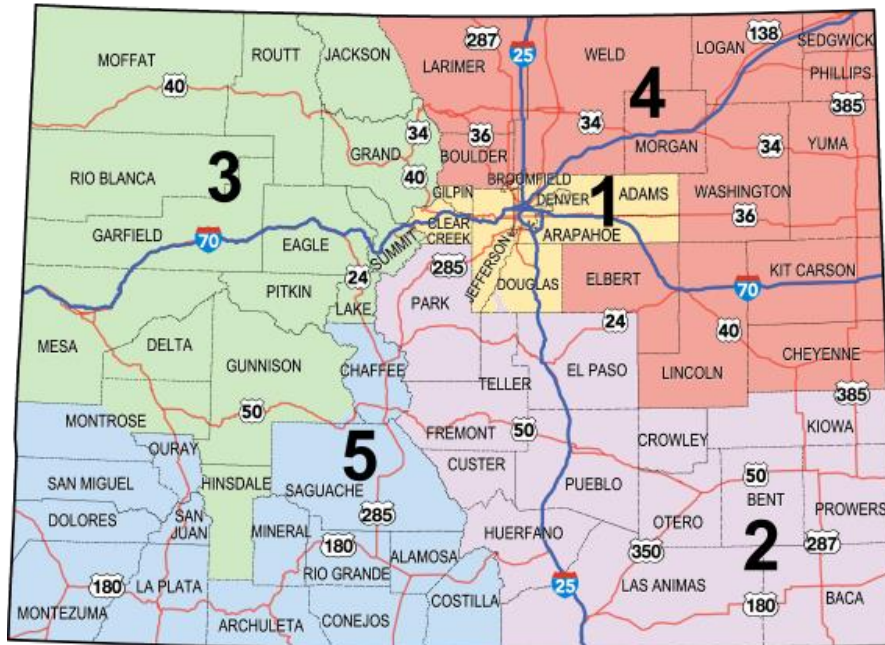 MOFFAT
ROUTT
JACKSON
LARIMER
287
25
WELD
LOGAN
138
SEDGWICK
PHILLIPS
40
4
385
34
36
34
MORGAN
34
YUMA
GRAND
BOULDER
RIO BLANCA
3
40
GILPIN
BROOMFIELD
DENVER
1
ADAMS
WASHINGTON
GARFIELD
70
EAGLE
SUMMIT
CLEAR
CREEK
JEFFERSON
ARAPAHOE
36
24
285
PITKIN
LAKE
PARK
DOUGLAS
ELBERT
70
KIT CARSON
MESA
DELTA
24
40
GUNNISON
CHAFFEE
TELLER
EL PASO
LINCOLN
CHEYENNE
385
MONTROSE
50
FREMONT
50
CROWLEY
KIOWA
OURAY
5
CUSTER
SAN MIGUEL
HINSDALE
SAGUACHE
PUEBLO
50
BENT
DOLORES
SAN
JUAN
MINERAL
285
HUERFANO
OTERO
2
PROWERS
180
ALAMOSA
350
287
RIO GRANDE
180
LA PLATA
25
LAS ANIMAS
MONTEZUMA
COSTILLA
180
BACA
ARCHULETA
CONEJOS